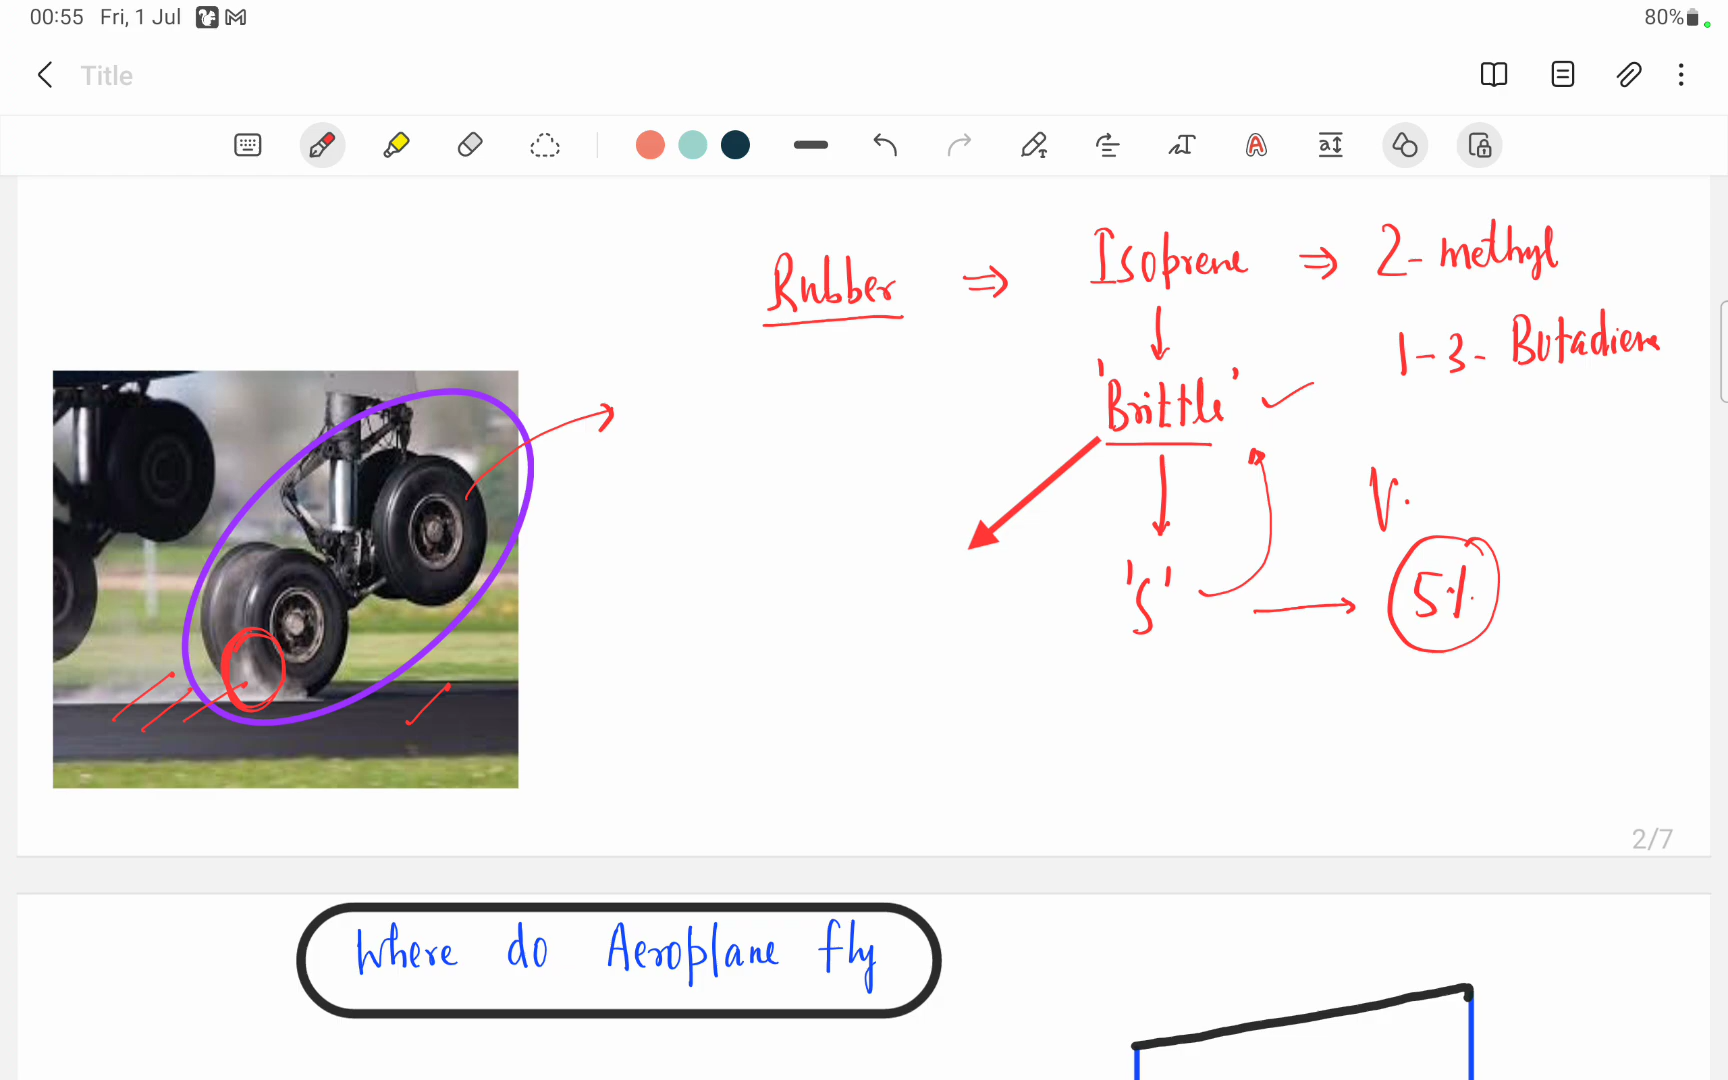 00:55 Fri, 1 Jul
80%
Title
Rubber ⇒ Isoprene ⇒ 2-methyl
1-3- Butadiene
'Brittle' ✓
V.
'S' → 5%
2/7
Where do Aeroplane fly